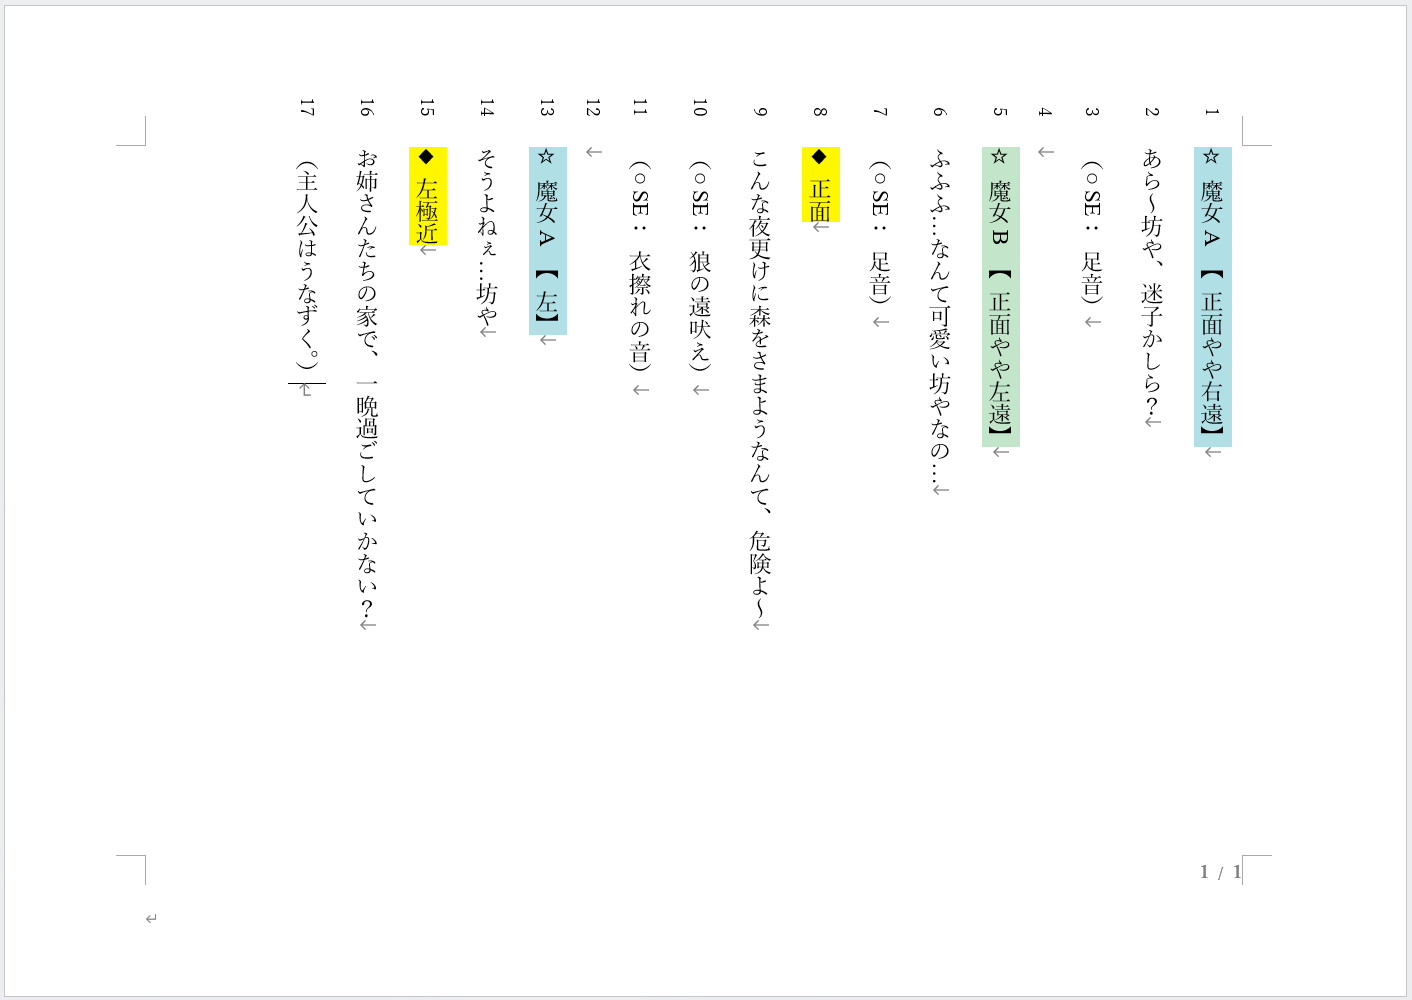 1 ☆ 魔女A 【正面やや右遠】
2 あら～坊や、迷子かしら？
3 (○SE： 足音)
4
5 ☆ 魔女B 【正面やや左遠】
6 ふふふ…なんて可愛い坊やなの…
7 (○SE： 足音)
8 ◆ 正面
9 こんな夜更けに森をさまようなんて、危険よ～
10 (○SE： 狼の遠吠え)
11 (○SE： 衣擦れの音)
12
13 ☆ 魔女A 【左】
14 そうよねぇ…坊や
15 ◆ 左極近
16 お姉さんたちの家で、一晩過ごしていかない？
17 (主人公はうなずく。)
1 / 1